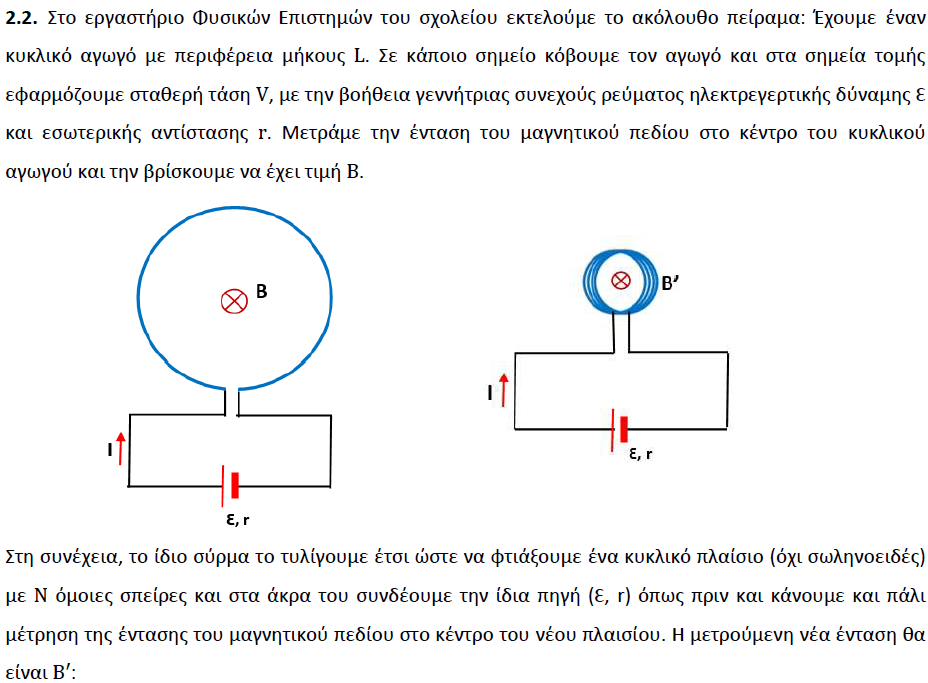 2.2. Στο εργαστήριο Φυσικών Επιστημών του σχολείου εκτελούμε το ακόλουθο πείραμα: Έχουμε έναν
κυκλικό αγωγό με περιφέρεια μήκους L. Σε κάποιο σημείο κόβουμε τον αγωγό και στα σημεία τομής
εφαρμόζουμε σταθερή τάση V, με την βοήθεια γεννήτριας συνεχούς ρεύματος ηλεκτρεγερτικής δύναμης Ɛ
και εσωτερικής αντίστασης r. Μετράμε την ένταση του μαγνητικού πεδίου στο κέντρο του κυκλικού
αγωγού και την βρίσκουμε να έχει τιμή B.
B
B′
I
I
Ɛ, r
Ɛ, r
Στη συνέχεια, το ίδιο σύρμα το τυλίγουμε έτσι ώστε να φτιάξουμε ένα κυκλικό πλαίσιο (όχι σωληνοειδές)
με N όμοιες σπείρες και στα άκρα του συνδέουμε την ίδια πηγή (Ɛ, r) όπως πριν και κάνουμε και πάλι
μέτρηση της έντασης του μαγνητικού πεδίου στο κέντρο του νέου πλαισίου. Η μετρούμενη νέα ένταση θα
είναι B′: